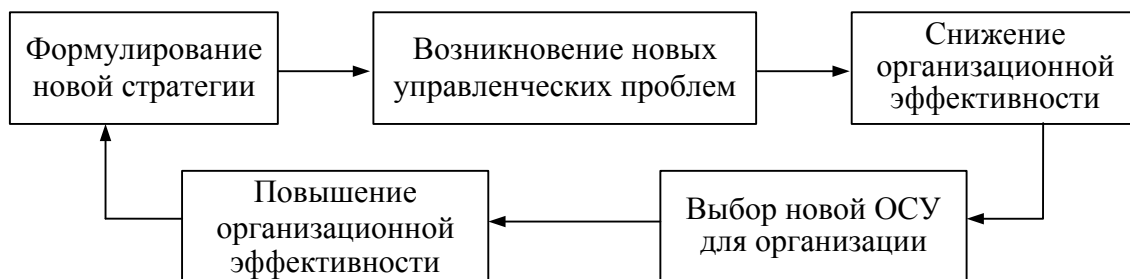 Формулирование
новой стратегии
Возникновение новых
управленческих проблем
Снижение
организационной
эффективности
Выбор новой ОСУ
для организации
Повышение
организационной
эффективности